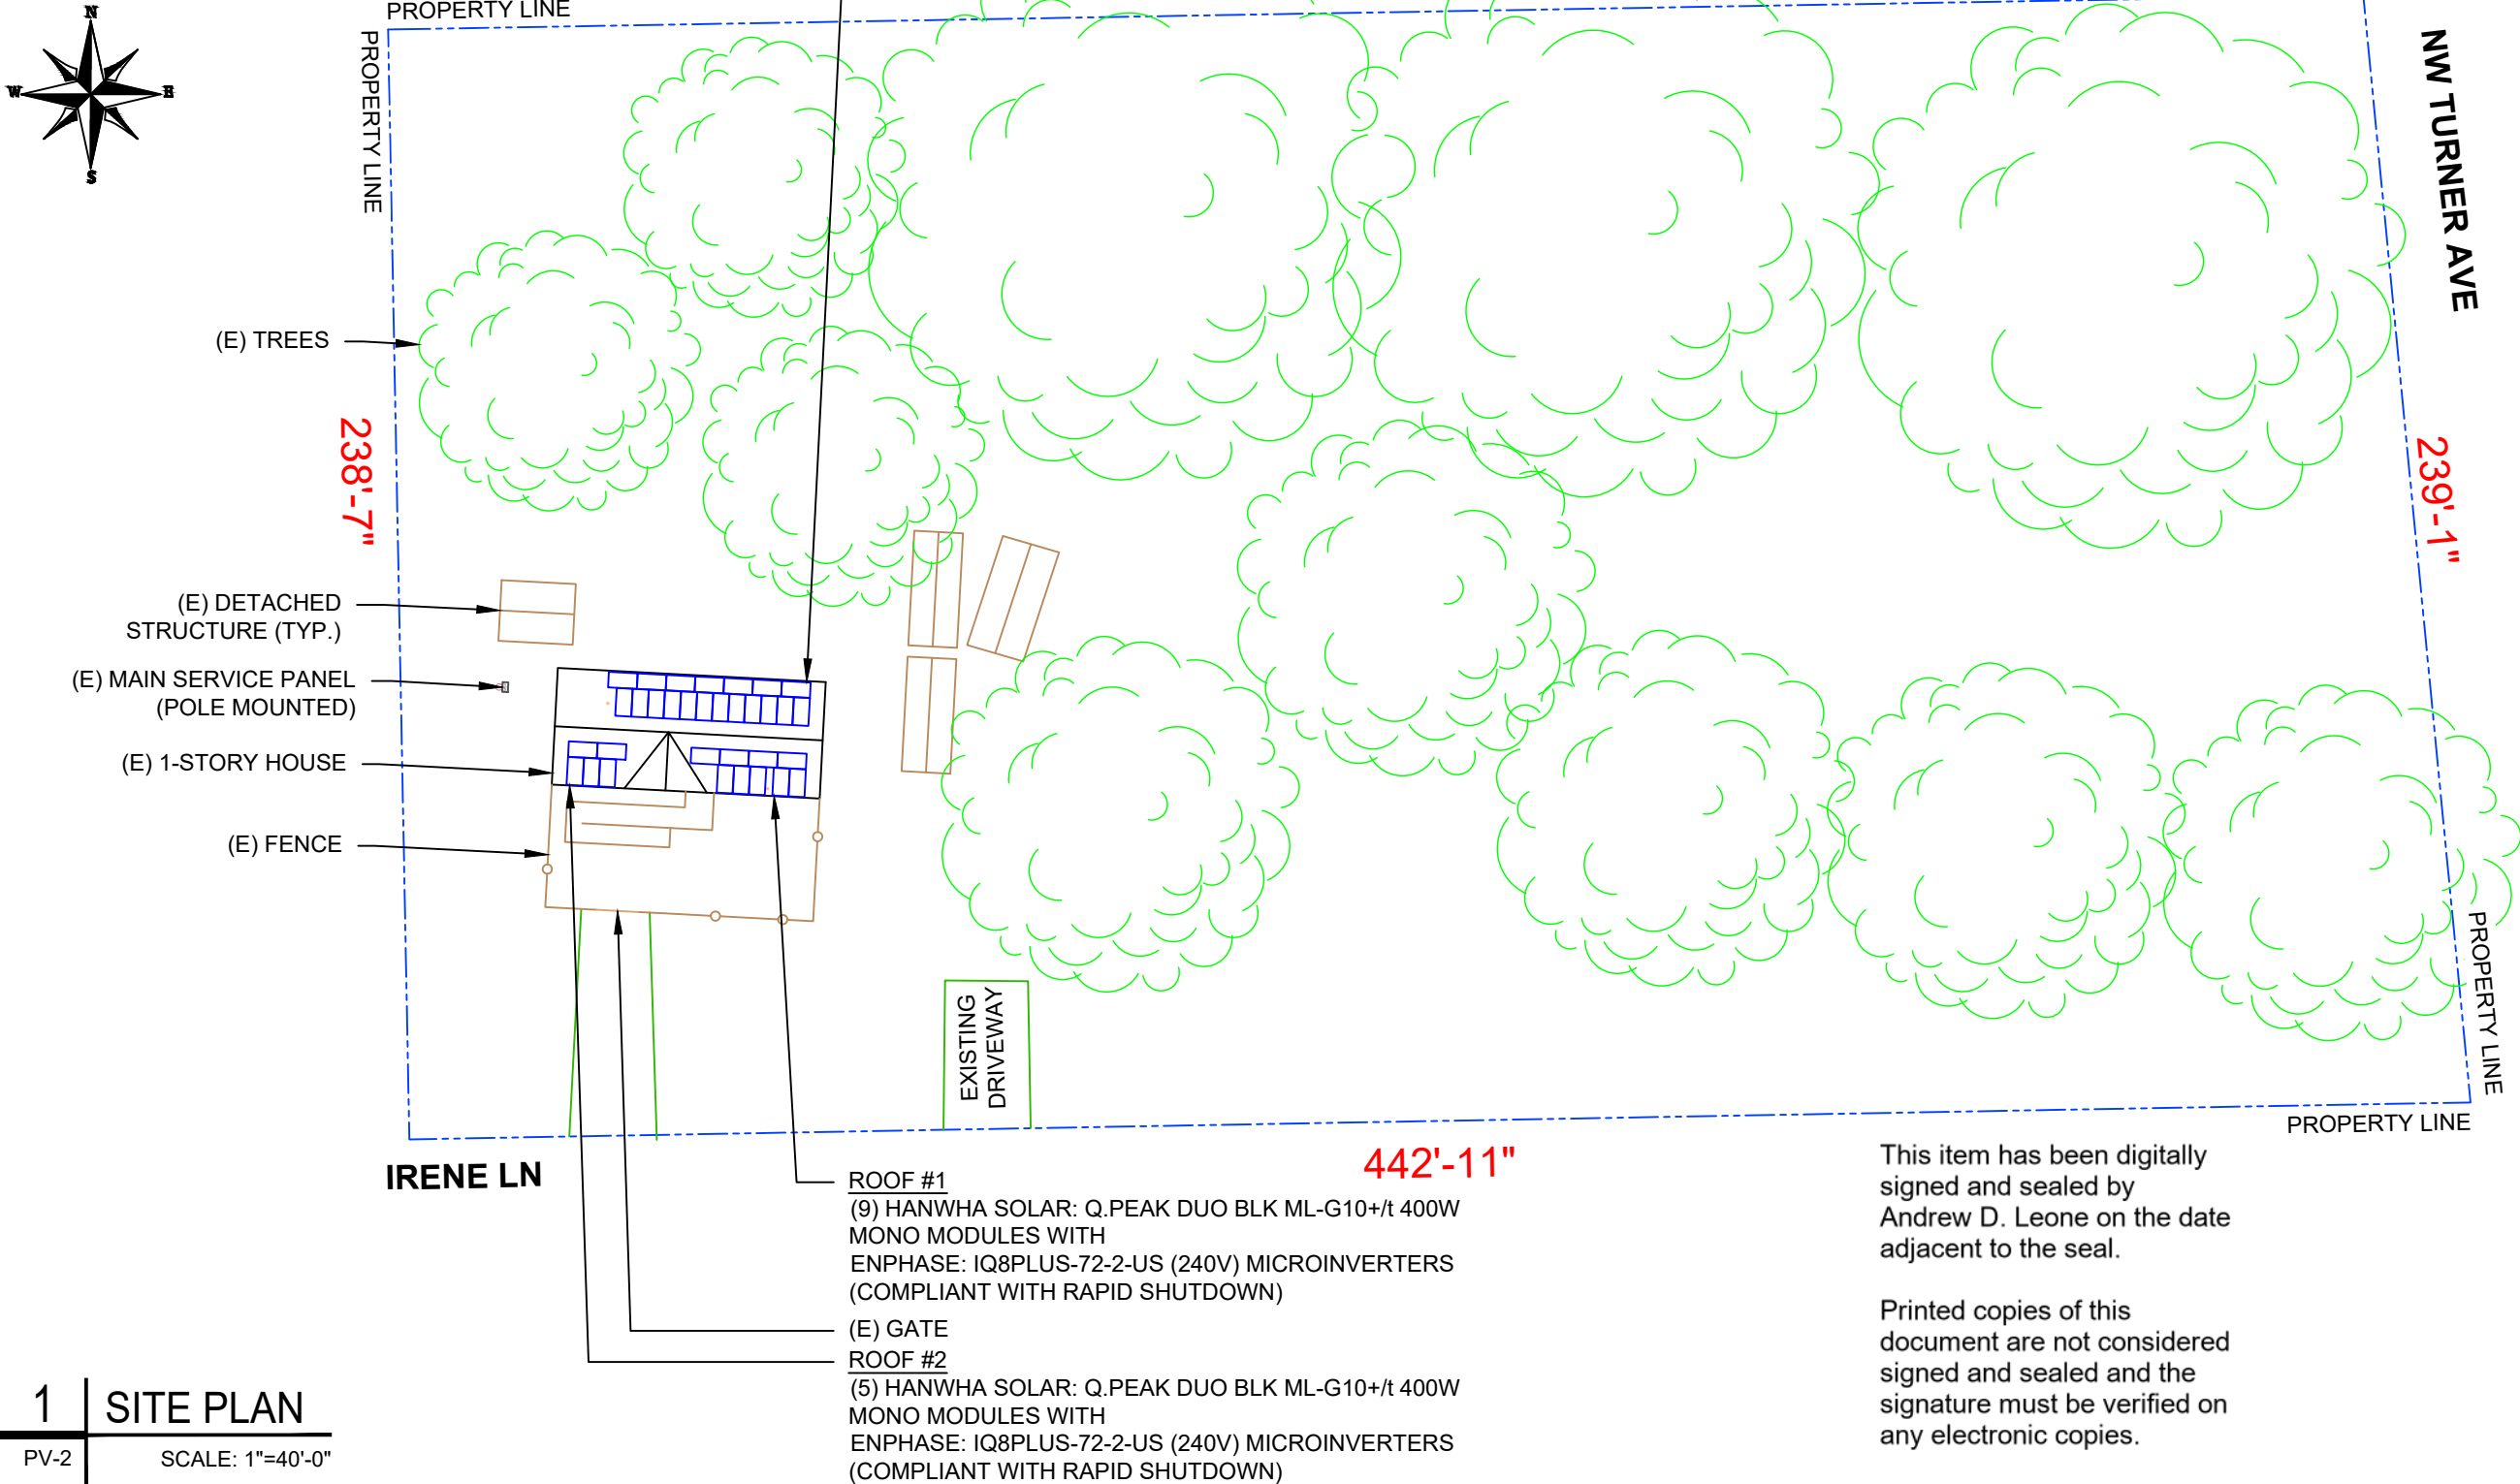 PROPERTY LINE
N
W
E
S
PROPERTY LINE
NW TURNER AVE
(E) TREES
238'-7"
239'-1"
(E) DETACHED
STRUCTURE (TYP.)
(E) MAIN SERVICE PANEL
(POLE MOUNTED)
(E) 1-STORY HOUSE
(E) FENCE
EXISTING
DRIVEWAY
PROPERTY LINE
PROPERTY LINE
IRENE LN
442'-11"
ROOF #1
(9) HANWHA SOLAR: Q.PEAK DUO BLK ML-G10+/t 400W
MONO MODULES WITH
ENPHASE: IQ8PLUS-72-2-US (240V) MICROINVERTERS
(COMPLIANT WITH RAPID SHUTDOWN)
(E) GATE
ROOF #2
(5) HANWHA SOLAR: Q.PEAK DUO BLK ML-G10+/t 400W
MONO MODULES WITH
ENPHASE: IQ8PLUS-72-2-US (240V) MICROINVERTERS
(COMPLIANT WITH RAPID SHUTDOWN)
This item has been digitally
signed and sealed by
Andrew D. Leone on the date
adjacent to the seal.
Printed copies of this
document are not considered
signed and sealed and the
signature must be verified on
any electronic copies.
1
SITE PLAN
PV-2
SCALE: 1"=40'-0"